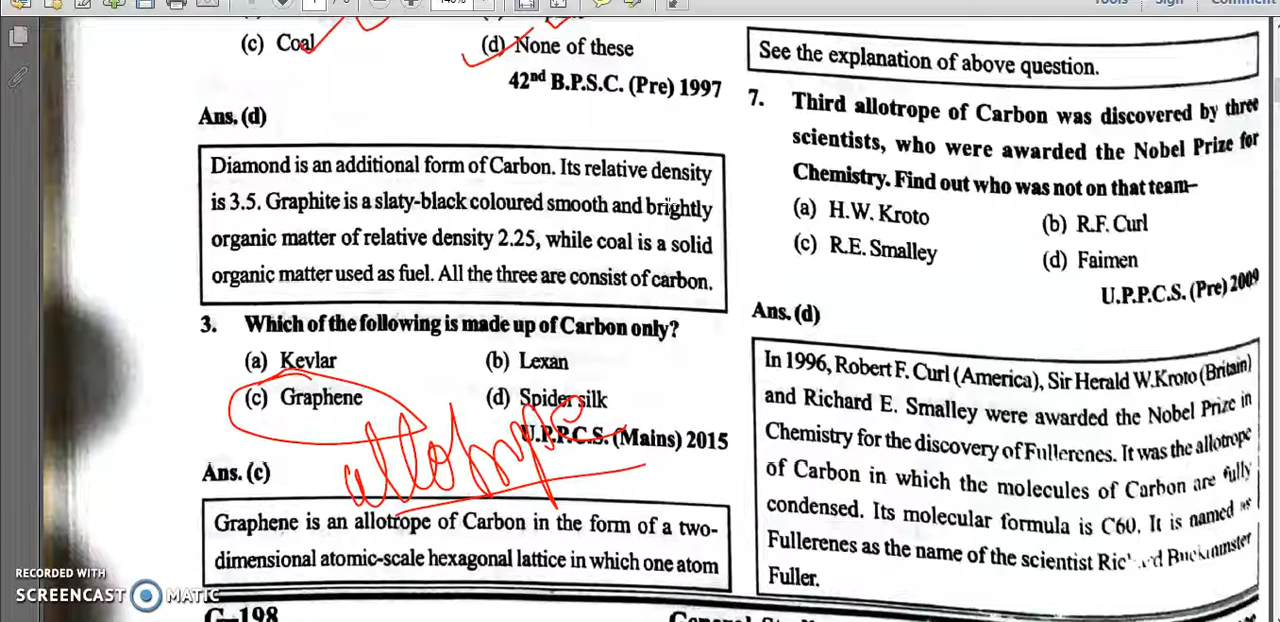 Tools Sign Comment
(c) Coal (d) None of these
42nd B.P.S.C. (Pre) 1997
Ans. (d)
Diamond is an additional form of Carbon. Its relative density
is 3.5. Graphite is a slaty-black coloured smooth and brightly
organic matter of relative density 2.25, while coal is a solid
organic matter used as fuel. All the three are consist of carbon.
3. Which of the following is made up of Carbon only?
(a) Kevlar (b) Lexan
(c) Graphene (d) Spider silk
U.P.P.C.S. (Mains) 2015
allotrope
Ans. (c)
Graphene is an allotrope of Carbon in the form of a two-
dimensional atomic-scale hexagonal lattice in which one atom
G-198
See the explanation of above question.
7. Third allotrope of Carbon was discovered by three
scientists, who were awarded the Nobel Prize for
Chemistry. Find out who was not on that team–
(a) H.W. Kroto (b) R.F. Curl
(c) R.E. Smalley (d) Faimen
U.P.P.C.S. (Pre) 2009
Ans. (d)
In 1996, Robert F. Curl (America), Sir Herald W.Kroto (Britain)
and Richard E. Smalley were awarded the Nobel Prize in
Chemistry for the discovery of Fullerenes. It was the allotrope
of Carbon in which the molecules of Carbon are fully
condensed. Its molecular formula is C60. It is named as
Fullerenes as the name of the scientist Buckminster
Fuller.
RECORDED WITH
SCREENCAST MATIC